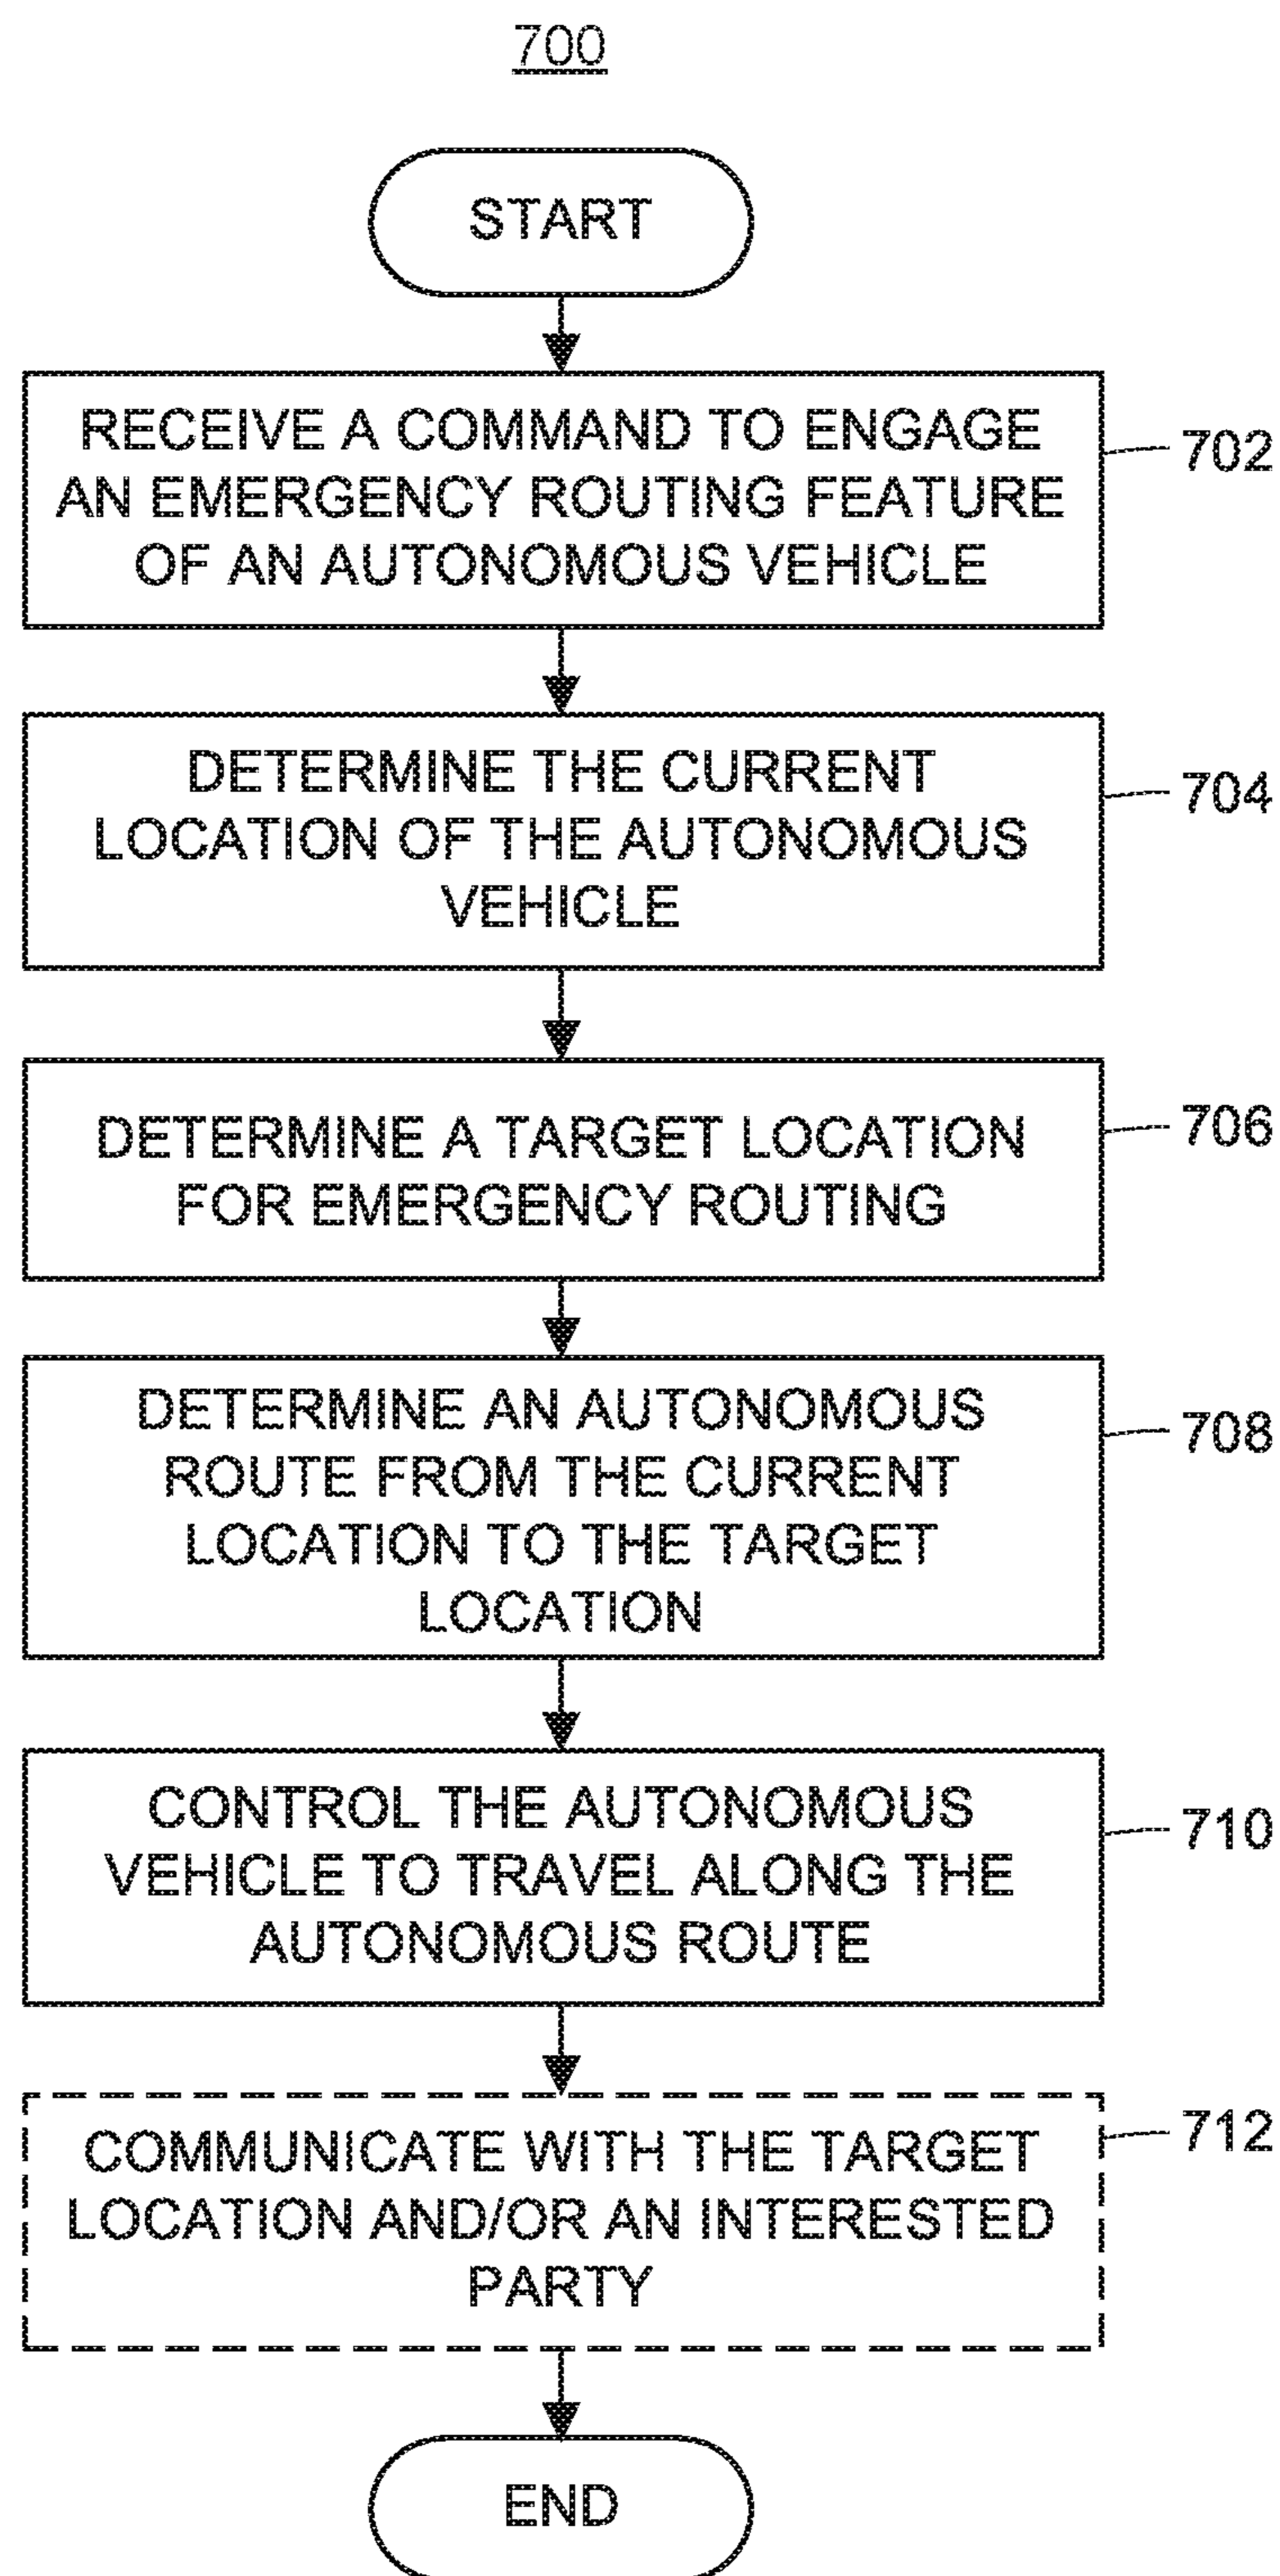 700
START
RECEIVE A COMMAND TO ENGAGE
AN EMERGENCY ROUTING FEATURE
OF AN AUTONOMOUS VEHICLE
702
DETERMINE THE CURRENT
LOCATION OF THE AUTONOMOUS
VEHICLE
704
DETERMINE A TARGET LOCATION
FOR EMERGENCY ROUTING
706
DETERMINE AN AUTONOMOUS
ROUTE FROM THE CURRENT
LOCATION TO THE TARGET
LOCATION
708
CONTROL THE AUTONOMOUS
VEHICLE TO TRAVEL ALONG THE
AUTONOMOUS ROUTE
710
COMMUNICATE WITH THE TARGET
LOCATION AND/OR AN INTERESTED
PARTY
712
END